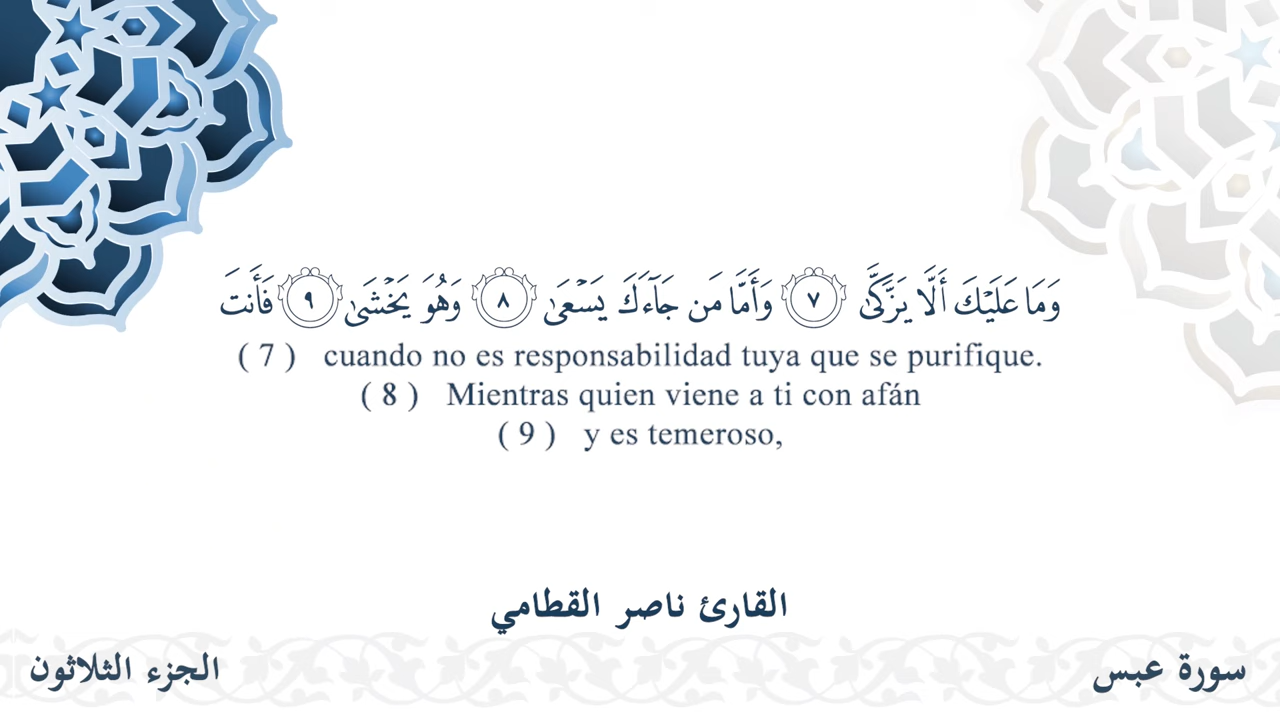 وَمَا عَلَيْكَ أَلَّا يَزَّكَّىٰ ٧ وَأَمَّا مَن جَآءَكَ يَسْعَىٰ ٨ وَهُوَ يَخْشَىٰ ٩ فَأَنتَ
( 7 ) cuando no es responsabilidad tuya que se purifique.
( 8 ) Mientras quien viene a ti con afán
( 9 ) y es temeroso,
القارئ ناصر القطامي
سورة عبس
الجزء الثلاثون